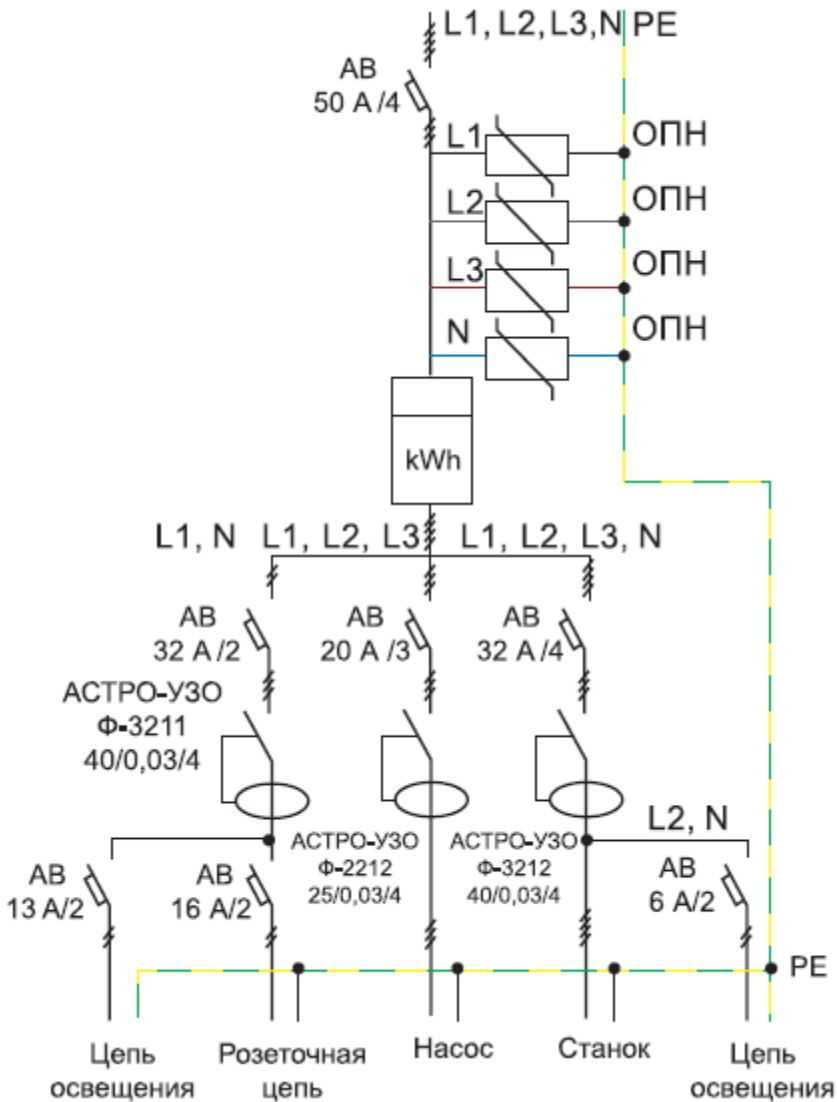 L1, L2, L3, N PE
АВ
50 А /4
L1 ОПН
L2 ОПН
L3 ОПН
N ОПН
kWh
L1, N L1, L2, L3 L1, L2, L3, N
АВ
32 А /2
АВ
20 А /3
АВ
32 А /4
АСТРО-УЗО
Ф-3211
40/0,03/4
АСТРО-УЗО
Ф-2212
25/0,03/4
АСТРО-УЗО
Ф-3212
40/0,03/4
L2, N
АВ
13 А/2
АВ
16 А/2
АВ
6 А/2
PE
Цепь
освещения
Розеточная
цепь
Насос
Станок
Цепь
освещения